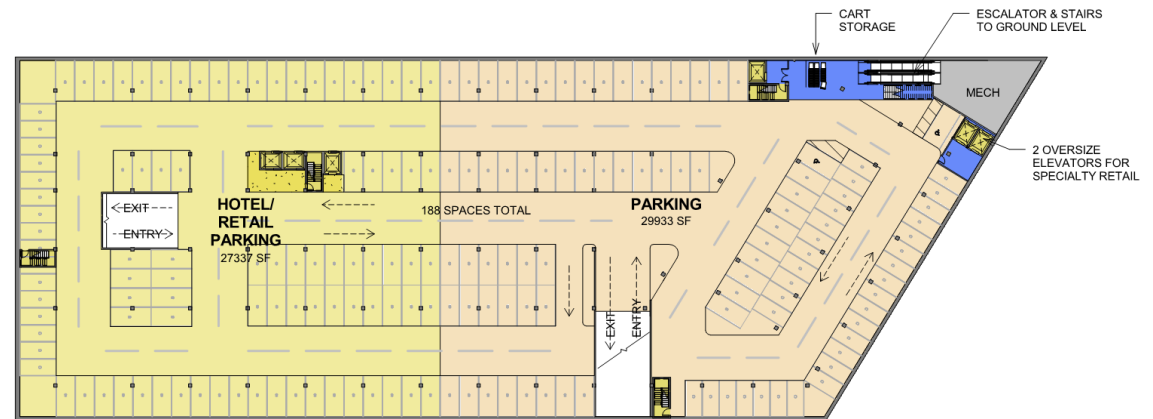 CART
STORAGE
ESCALATOR & STAIRS
TO GROUND LEVEL
MECH
2 OVERSIZE
ELEVATORS FOR
SPECIALTY RETAIL
EXIT
ENTRY
HOTEL/
RETAIL
PARKING
27337 SF
188 SPACES TOTAL
PARKING
29933 SF
EXIT
ENTRY